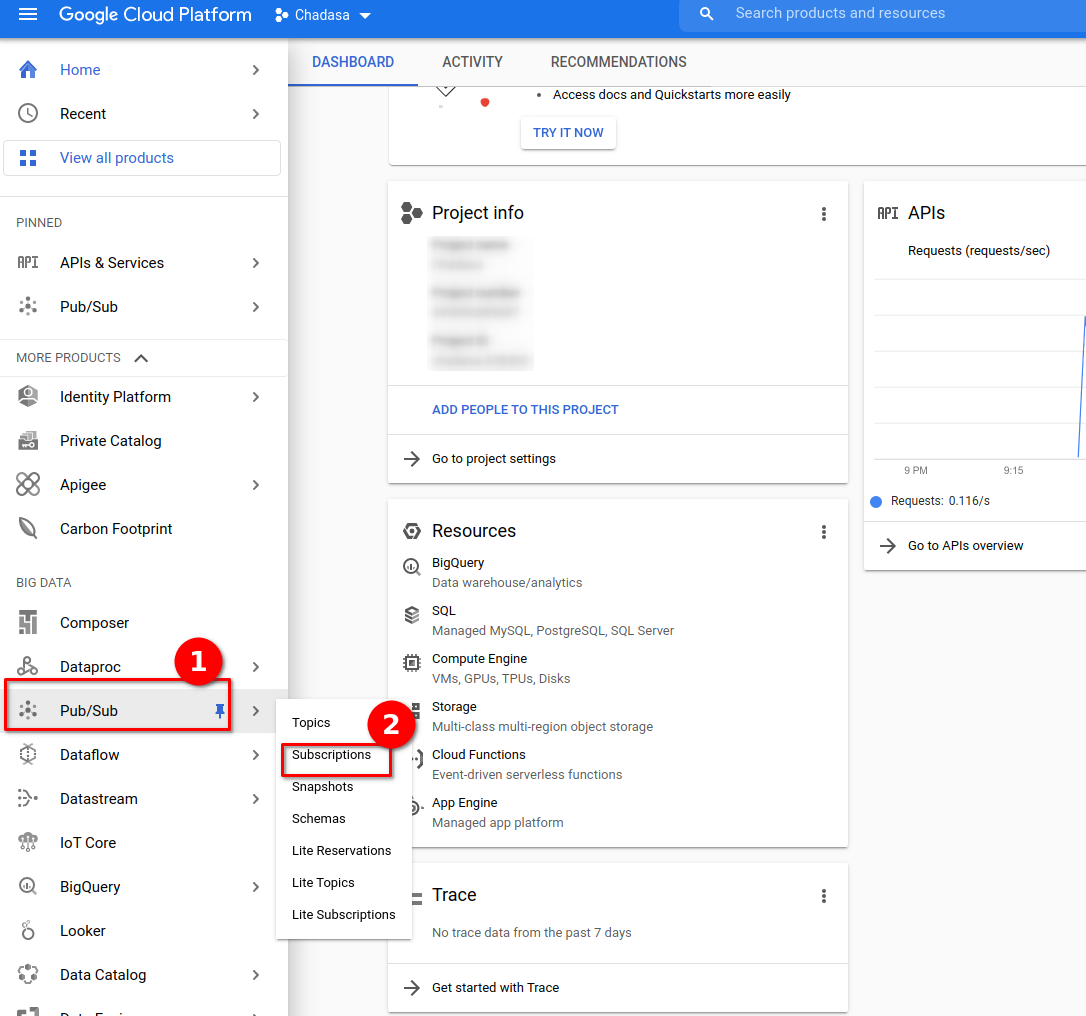 Google Cloud Platform
Chadasa
Search products and resources
Home
Recent
View all products
PINNED
API
APIs & Services
Pub/Sub
MORE PRODUCTS
Identity Platform
Private Catalog
Apigee
Carbon Footprint
BIG DATA
Composer
Dataproc
1
Pub/Sub
Dataflow
Datastream
IoT Core
BigQuery
Looker
Data Catalog
2
Topics
Subscriptions
Snapshots
Schemas
Lite Reservations
Lite Topics
Lite Subscriptions
DASHBOARD
ACTIVITY
RECOMMENDATIONS
• Access docs and Quickstarts more easily
TRY IT NOW
Project info
ADD PEOPLE TO THIS PROJECT
Go to project settings
Resources
BigQuery
Data warehouse/analytics
SQL
Managed MySQL, PostgreSQL, SQL Server
Compute Engine
VMs, GPUs, TPUs, Disks
Storage
Multi-class multi-region object storage
Cloud Functions
Event-driven serverless functions
App Engine
Managed app platform
Trace
No trace data from the past 7 days
Get started with Trace
API
APIs
Requests (requests/sec)
9 PM
9:15
Requests: 0.116/s
Go to APIs overview